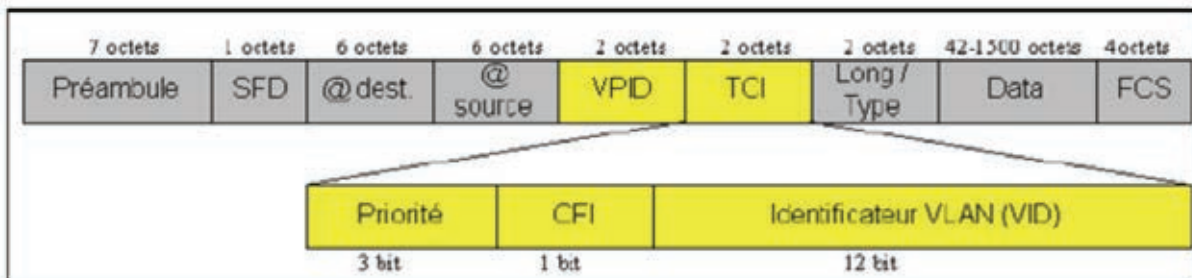 7 octets 1 octets 6 octets 6 octets 2 octets 2 octets 2 octets 42-1500 octets 4octets
Préambule SFD @ dest. @ source VPID TCI Long / Type Data FCS
Priorité CFI Identificateur VLAN (VID)
3 bit 1 bit 12 bit